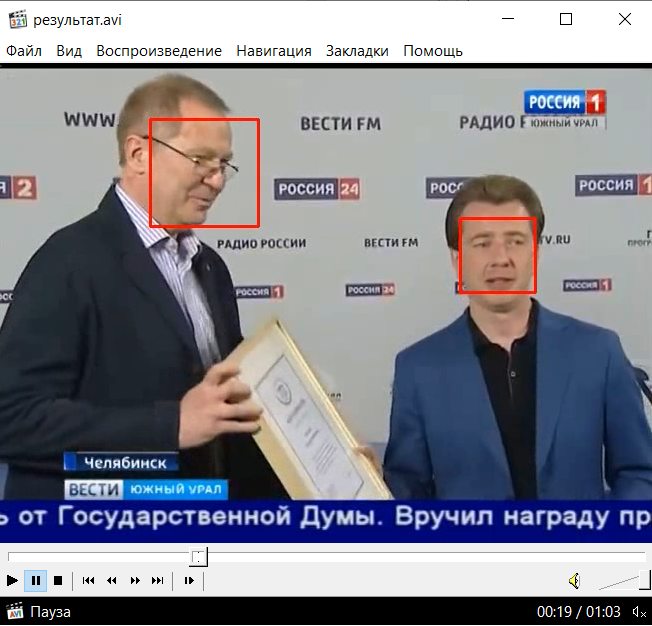 результат.avi
Файл Вид Воспроизведение Навигация Закладки Помощь
WWW.
ВЕСТИ FM
РАДИО
РОССИЯ 1
ЮЖНЫЙ УРАЛ
2
РОССИЯ 24
РОСС
РОССИЯ 1
РАДИО РОССИИ
ВЕСТИ FM
TV.RU
РОССИЯ 1
РОССИЯ 24
РОССИЯ 1
Челябинск
ВЕСТИ ЮЖНЫЙ УРАЛ
ь от Государственной Думы. Вручил награду пр
Пауза
00:19 / 01:03